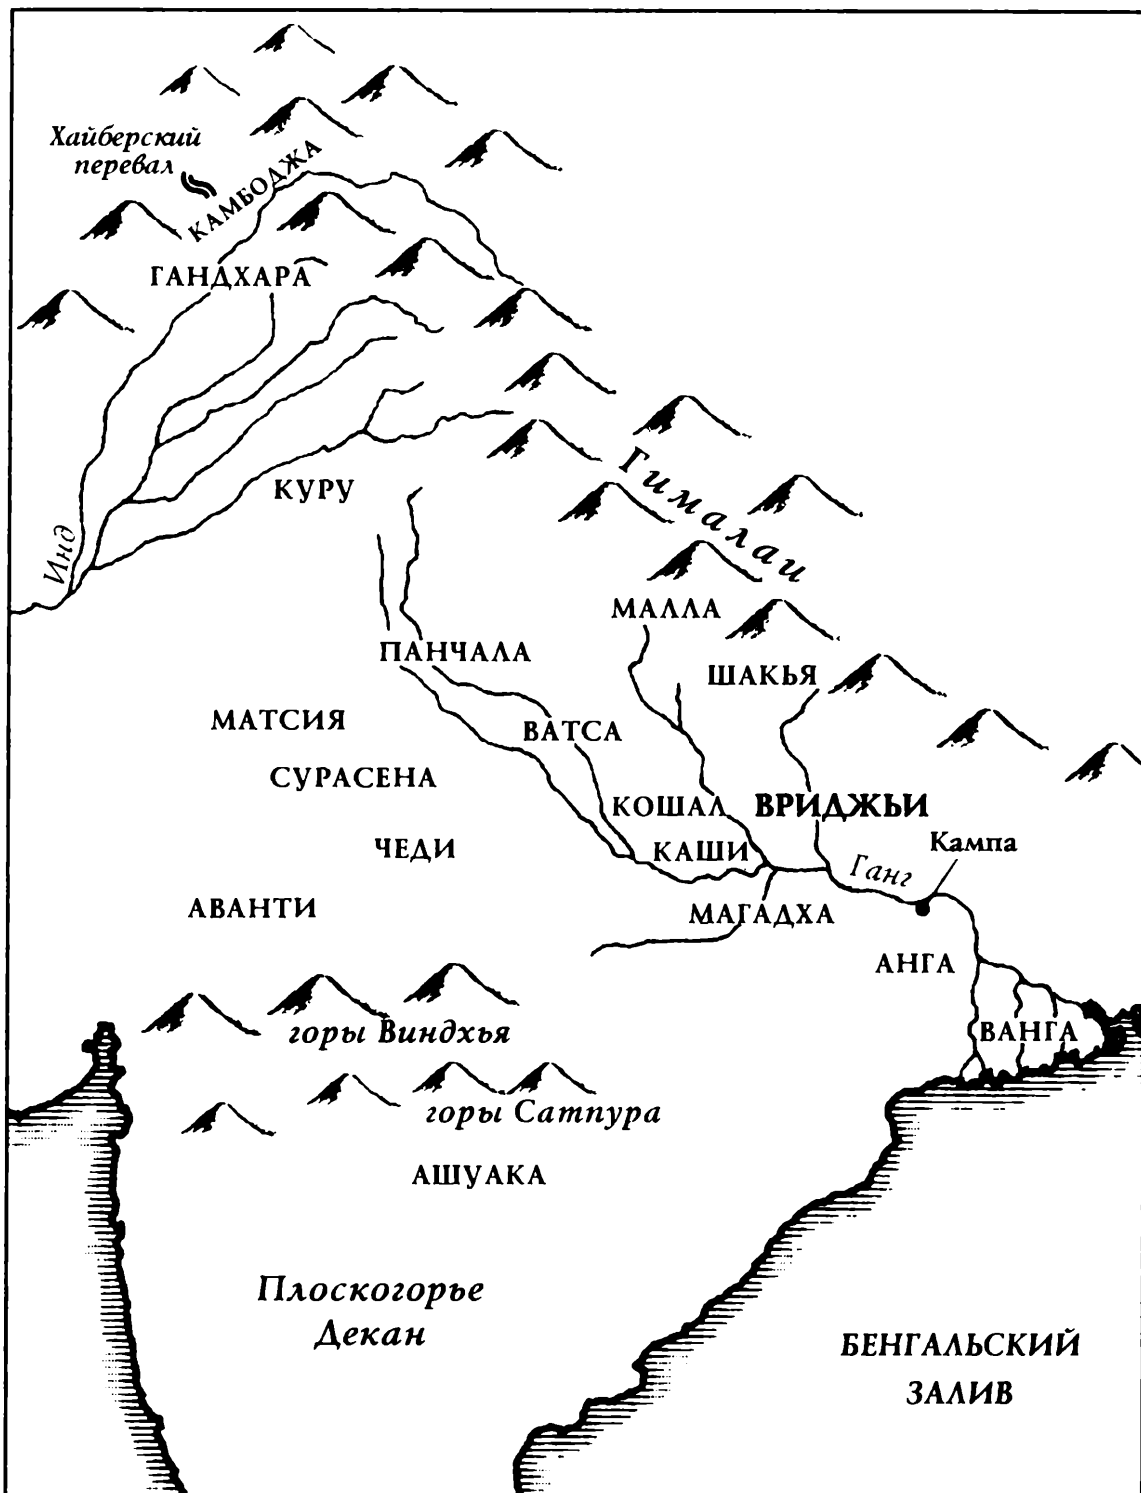 Хайберский
перевал
КАМБОДЖА
ГАНДХАРА
Гималаи
КУРУ
Инд
МАЛЛА
ПАНЧАЛА
ШАКЬЯ
МАТСИЯ
ВАТСА
СУРАСЕНА
КОШАЛ
ВРИДЖЬИ
Кампа
ЧЕДИ
КАШИ
Ганг
АВАНТИ
МАГАДХА
АНГА
горы Виндхья
ВАНГА
горы Сатпура
АШУАКА
Плоскогорье
Декан
БЕНГАЛЬСКИЙ
ЗАЛИВ